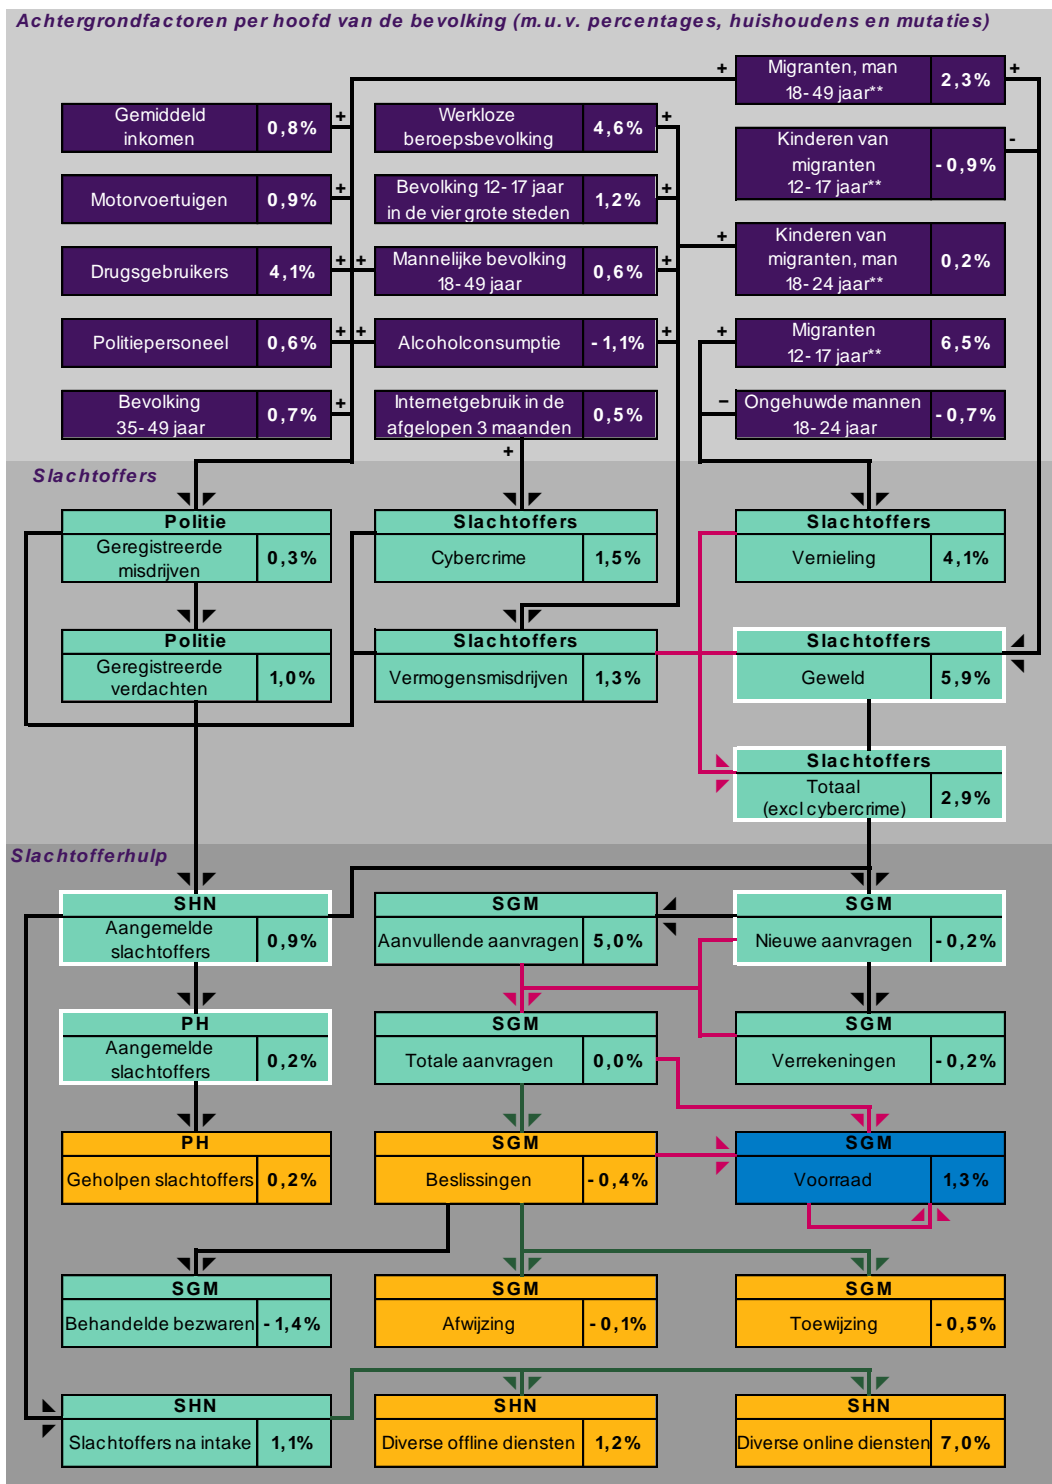 Achtergrondfactoren per hoofd van de bevolking (m.u.v. percentages, huishoudens en mutaties)
+ Migranten, man
18-49 jaar** 2,3% +
Gemiddeld
inkomen 0,8% +
Werkloze
beroepsbevolking 4,6% +
Kinderen van
migranten
12-17 jaar** -0,9% -
Motorvoertuigen 0,9% +
Bevolking 12-17 jaar
in de vier grote steden 1,2% +
+ Kinderen van
migranten, man
18-24 jaar** 0,2%
Drugsgebruikers 4,1% +
+ Mannelijke bevolking
18-49 jaar 0,6% +
Politiepersoneel 0,6% +
+ Alcoholconsumptie -1,1% +
+ Migranten
12-17 jaar** 6,5%
Bevolking
35-49 jaar 0,7% +
Internetgebruik in de
afgelopen 3 maanden 0,5%
+
– Ongehuwde mannen
18-24 jaar -0,7%
Slachtoffers
Politie
Geregistreerde
misdrijven 0,3%
Slachtoffers
Cybercrime 1,5%
Slachtoffers
Vernieling 4,1%
Politie
Geregistreerde
verdachten 1,0%
Slachtoffers
Vermogensmisdrijven 1,3%
Slachtoffers
Geweld 5,9%
Slachtoffers
Totaal
(excl cybercrime) 2,9%
Slachtofferhulp
SHN
Aangemelde
slachtoffers 0,9%
SGM
Aanvullende aanvragen 5,0%
SGM
Nieuwe aanvragen -0,2%
PH
Aangemelde
slachtoffers 0,2%
SGM
Totale aanvragen 0,0%
SGM
Verrekeningen -0,2%
PH
Geholpen slachtoffers 0,2%
SGM
Beslissingen -0,4%
SGM
Voorraad 1,3%
SGM
Behandelde bezwaren -1,4%
SGM
Afwijzing -0,1%
SGM
Toewijzing -0,5%
SHN
Slachtoffers na intake 1,1%
SHN
Diverse offline diensten 1,2%
SHN
Diverse online diensten 7,0%